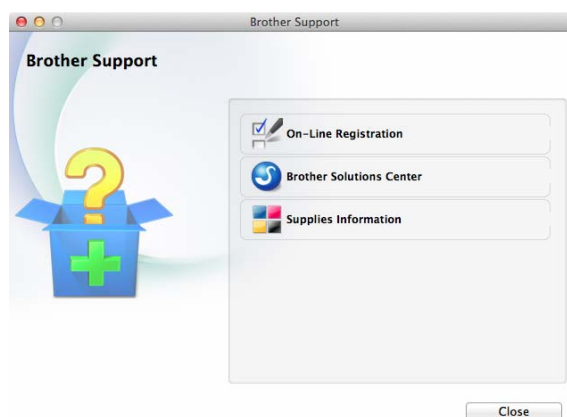 Brother Support
Brother Support
On-Line Registration
Brother Solutions Center
Supplies Information
Close